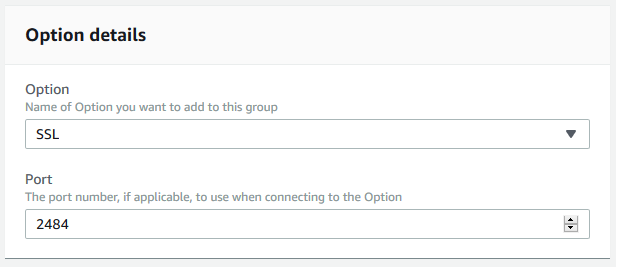 Option details
Option
Name of Option you want to add to this group
SSL
Port
The port number, if applicable, to use when connecting to the Option
2484